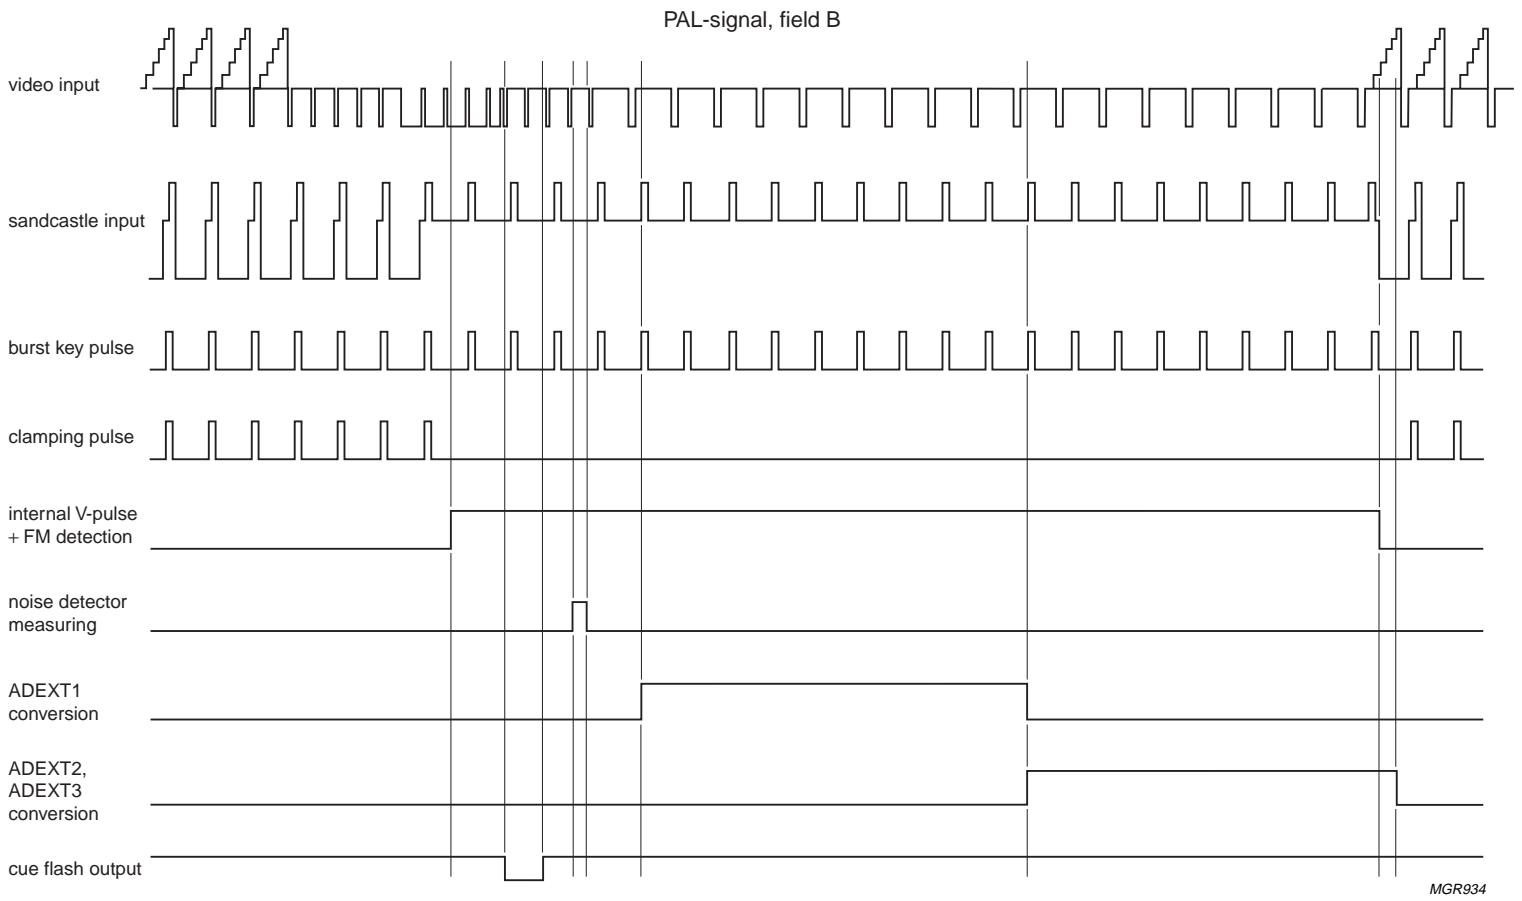 PAL-signal, field B
video input
sandcastle input
burst key pulse
clamping pulse
internal V-pulse
+ FM detection
noise detector
measuring
ADEXT1
conversion
ADEXT2,
ADEXT3
conversion
cue flash output
MGR934